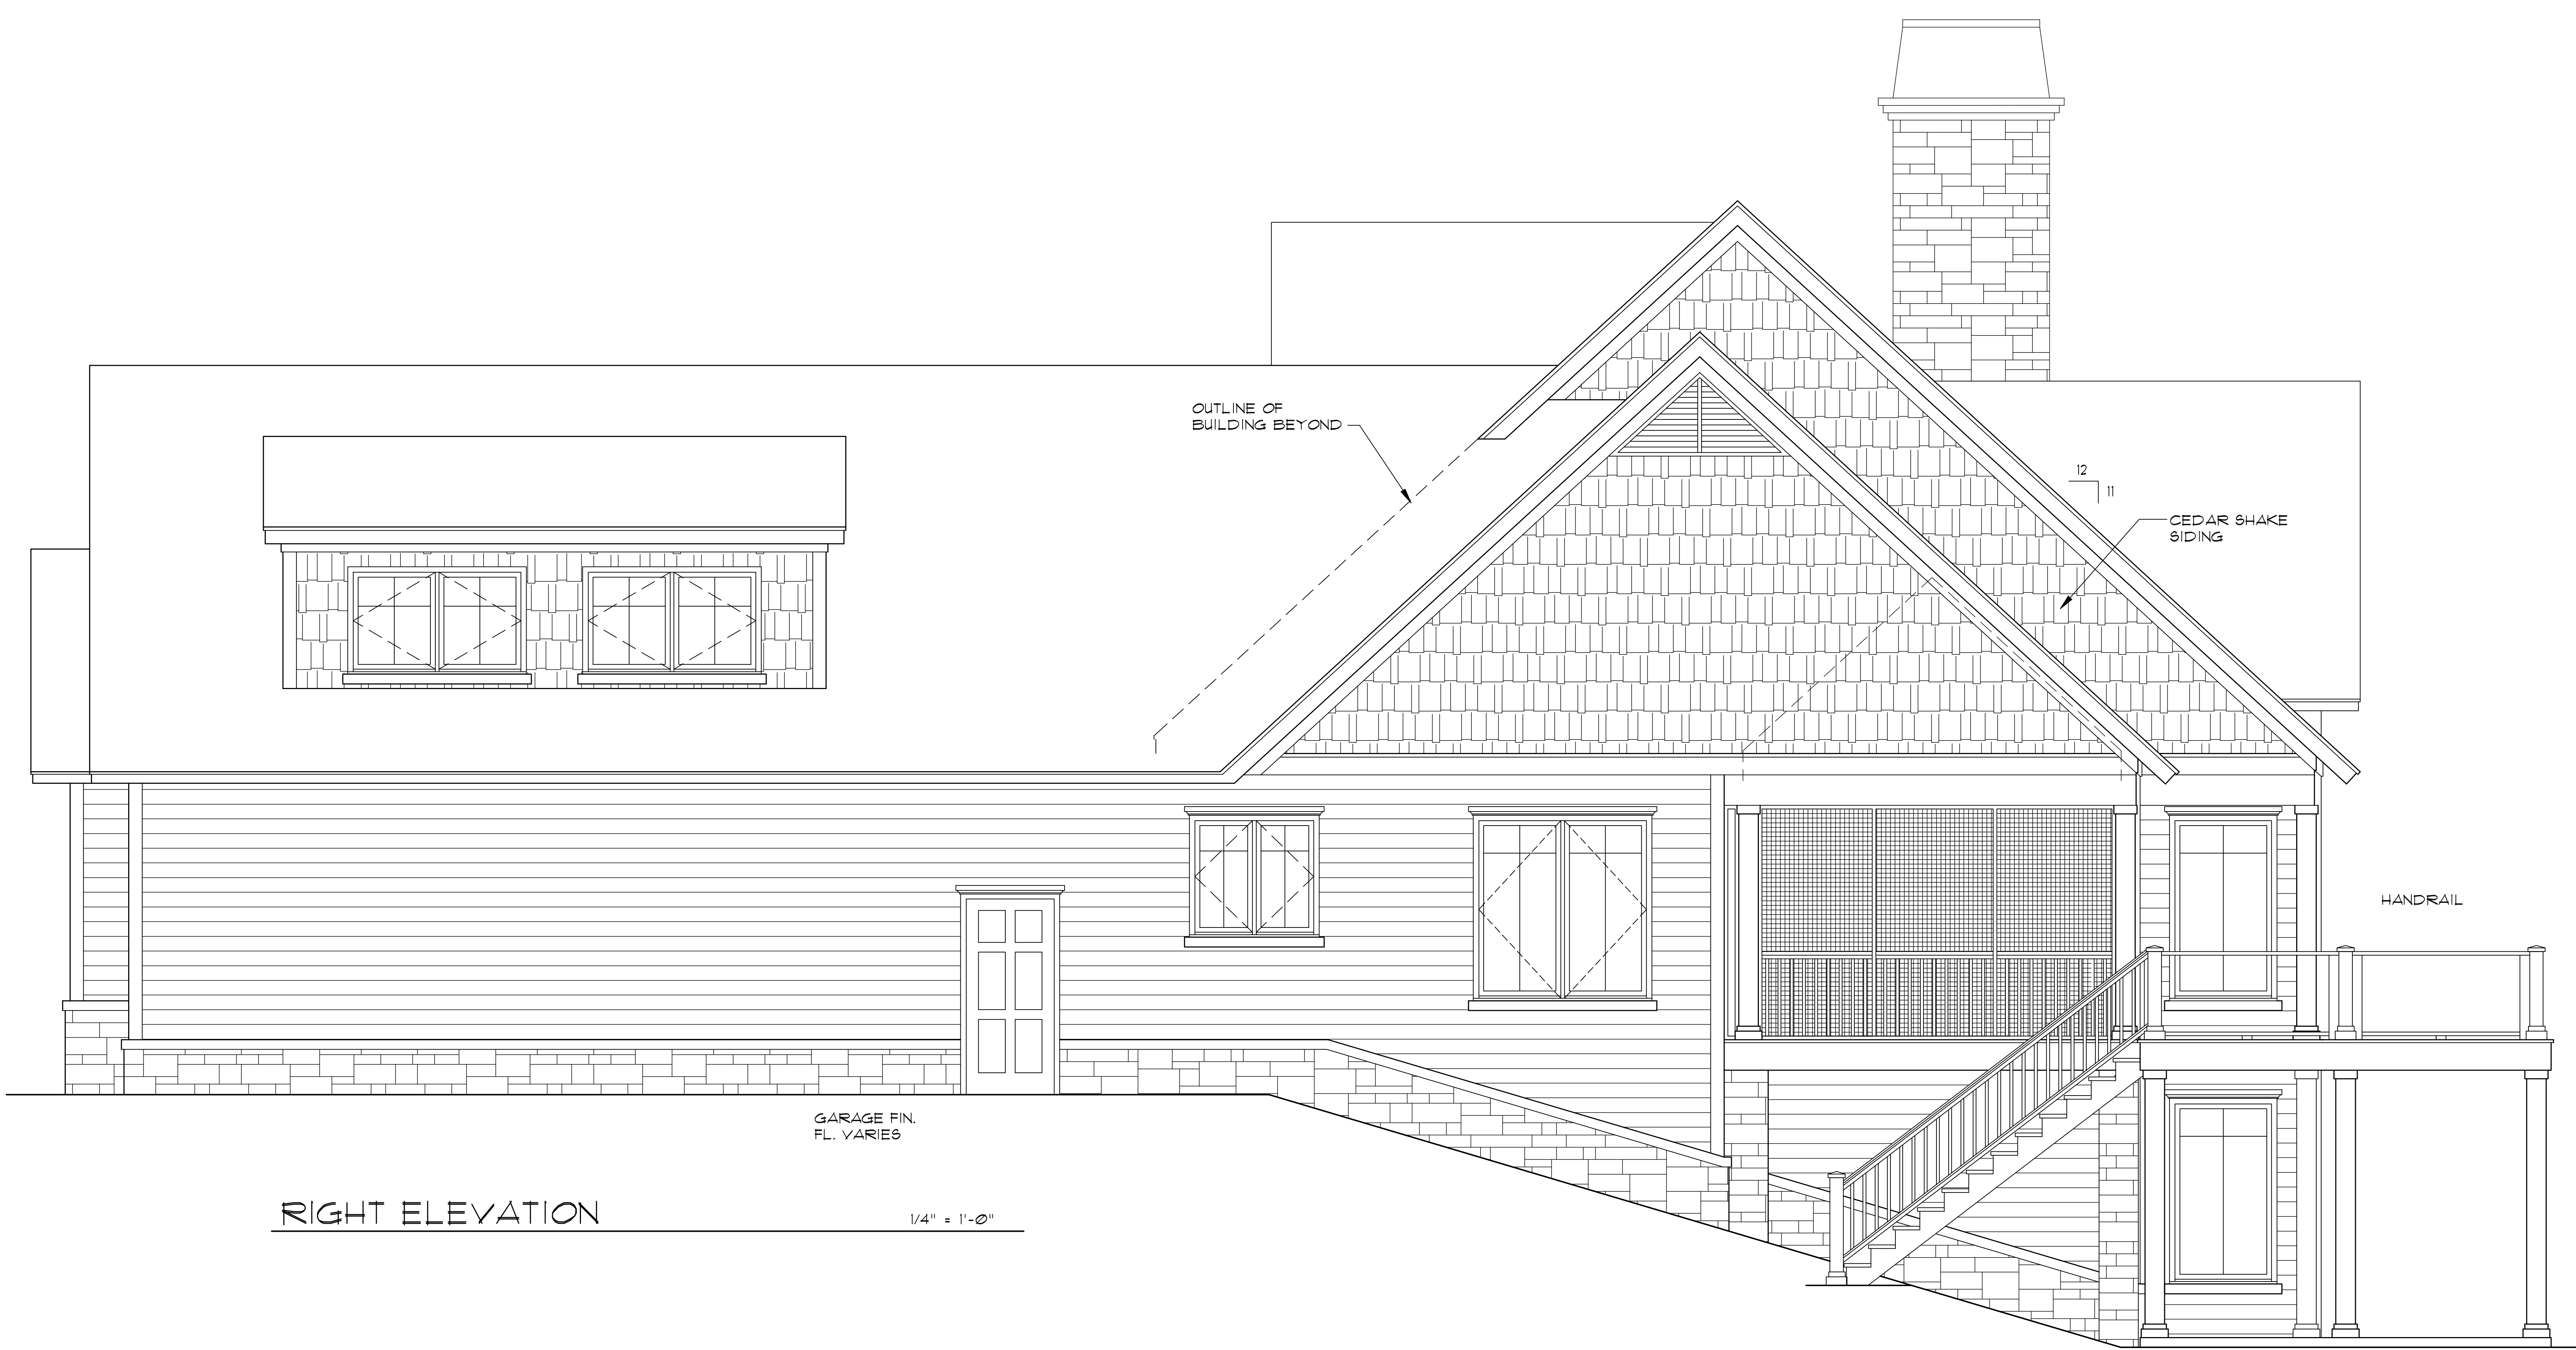 OUTLINE OF
BUILDING BEYOND
12
11
CEDAR SHAKE
SIDING
HANDRAIL
GARAGE FIN.
FL. VARIES
RIGHT ELEVATION
1/4" = 1'-0"